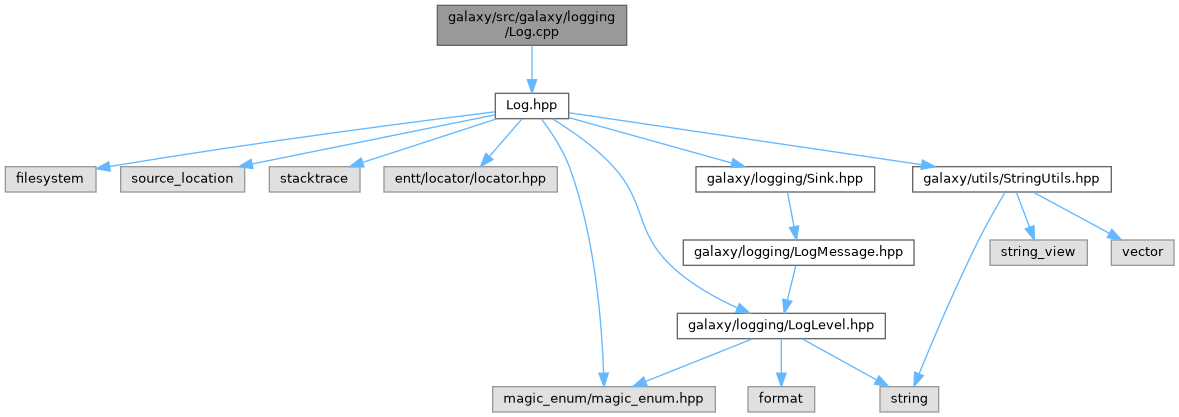 galaxy/src/galaxy/logging
/Log.cpp
Log.hpp
filesystem
source_location
stacktrace
entt/locator/locator.hpp
galaxy/logging/Sink.hpp
galaxy/utils/StringUtils.hpp
galaxy/logging/LogMessage.hpp
string_view
vector
galaxy/logging/LogLevel.hpp
magic_enum/magic_enum.hpp
format
string